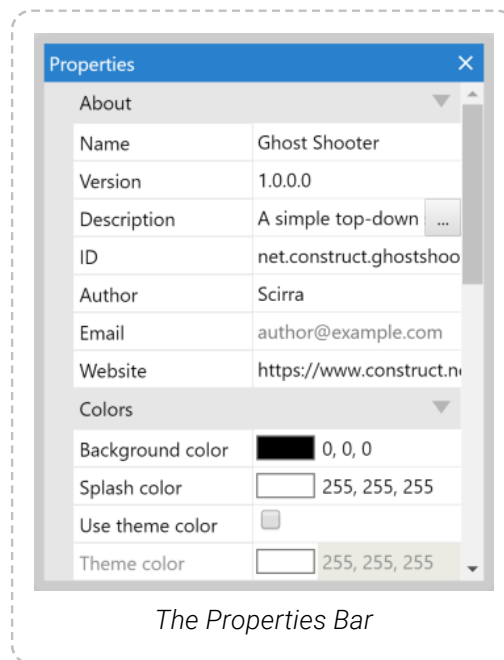 Properties
About
Name Ghost Shooter
Version 1.0.0.0
Description A simple top-down ...
ID net.construct.ghostshoo
Author Scirra
Email author@example.com
Website https://www.construct.ne
Colors
Background color 0, 0, 0
Splash color 255, 255, 255
Use theme color
Theme color 255, 255, 255
The Properties Bar